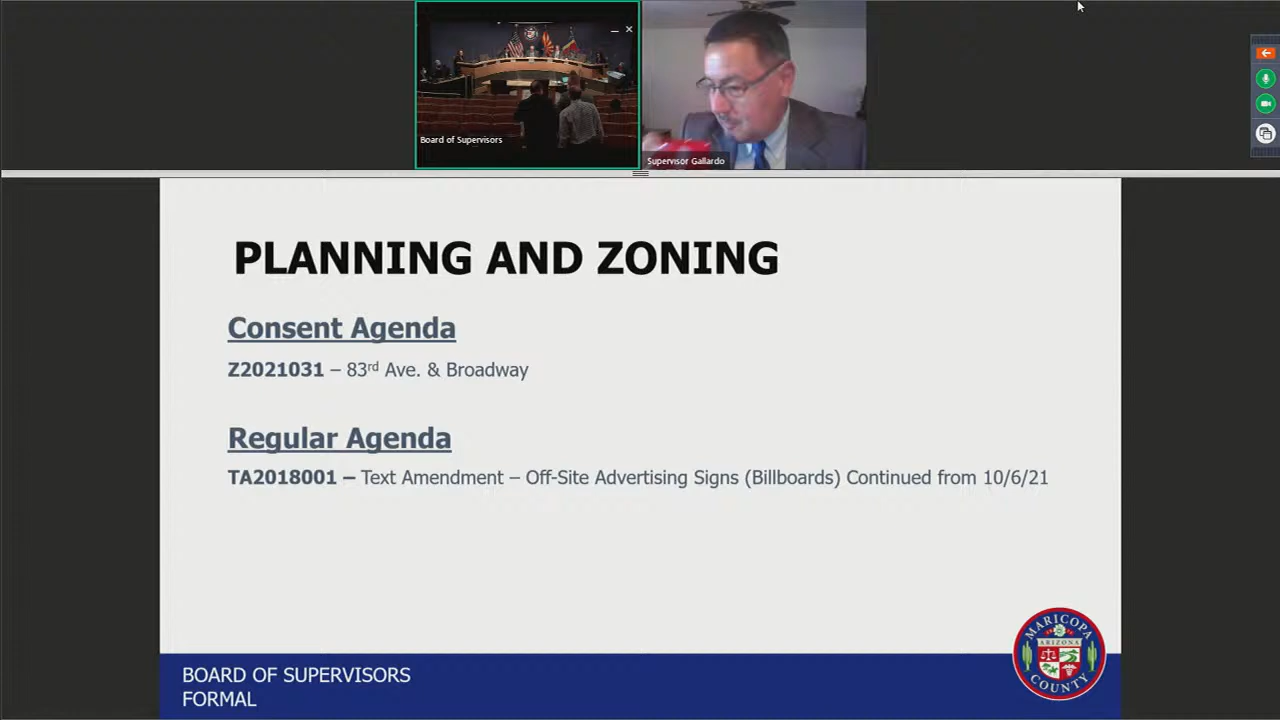 Board of Supervisors
Supervisor Gallardo
PLANNING AND ZONING
Consent Agenda
Z2021031 – 83rd Ave. & Broadway
Regular Agenda
TA2018001 – Text Amendment – Off-Site Advertising Signs (Billboards) Continued from 10/6/21
MARICOPA
ARIZONA
COUNTY
BOARD OF SUPERVISORS
FORMAL